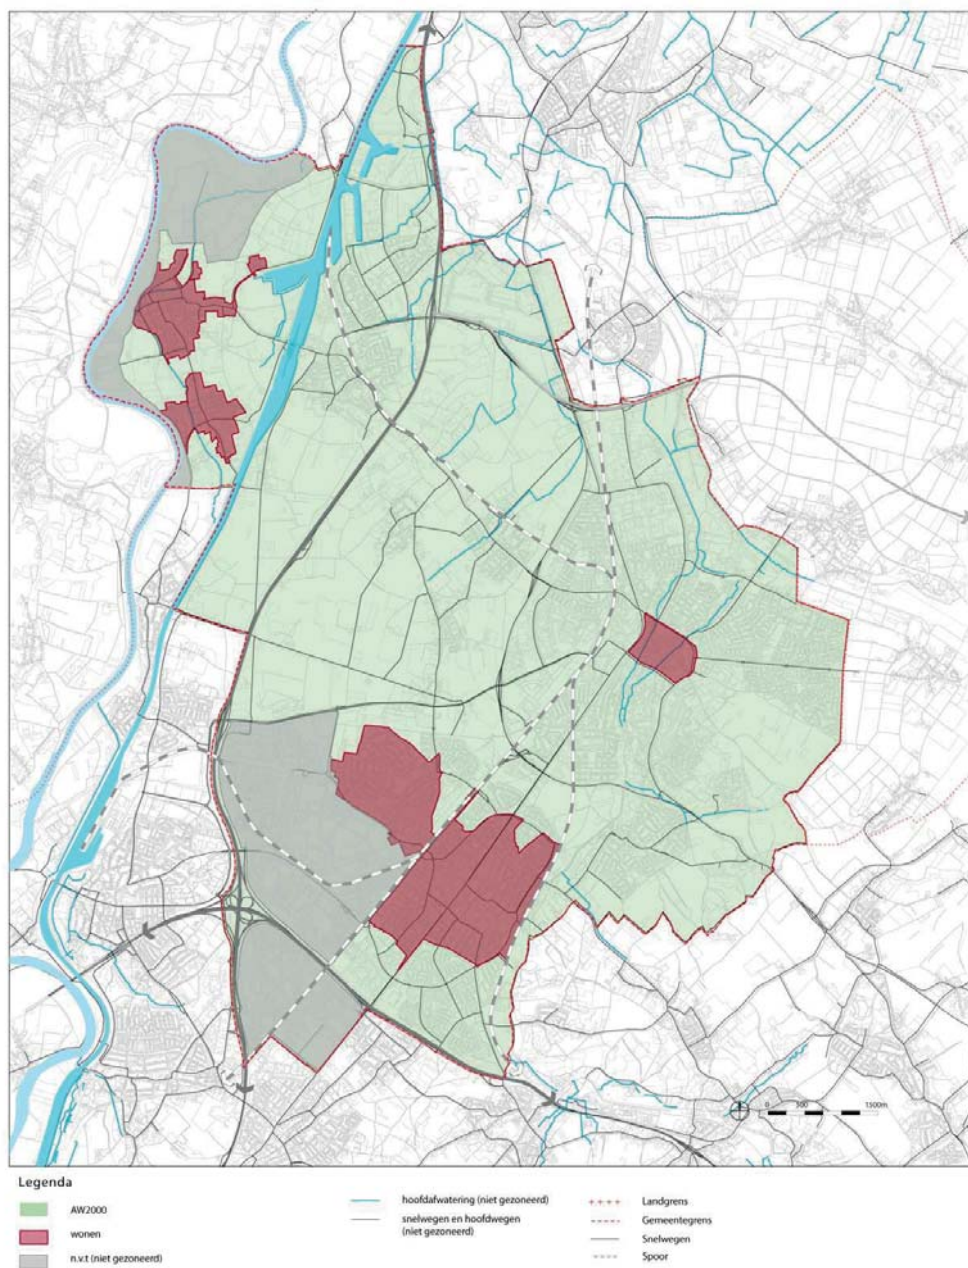 0 500 1500m
Legenda
AW2000
wonen
n.v.t (niet gezoneerd)
hoofdafwatering (niet gezoneerd)
snelwegen en hoofdwegen
(niet gezoneerd)
Landgrens
Gemeentegrens
Snelwegen
Spoor